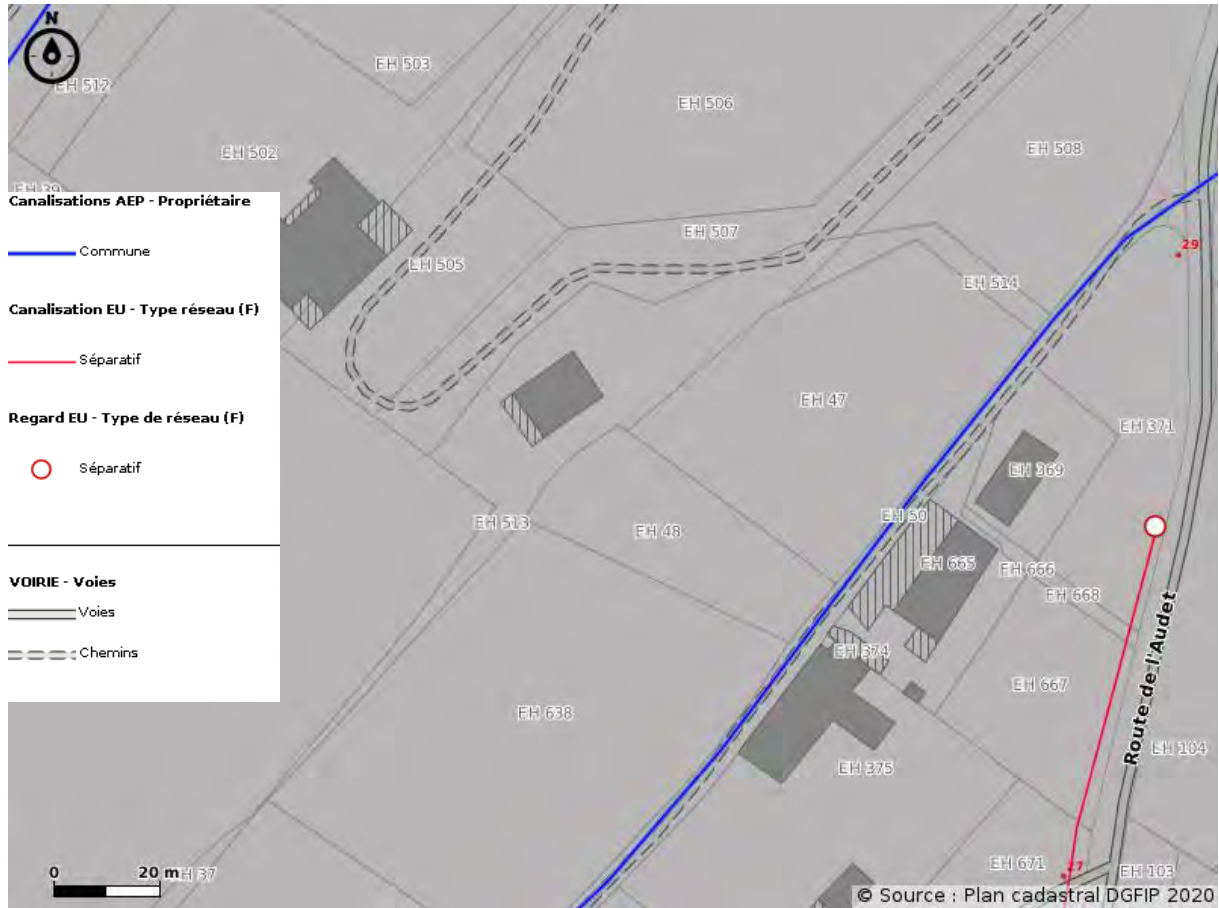 N
EH 503
EH 512
EH 506
EH 502
EH 508
EH 39
Canalisations AEP - Propriétaire
Commune
EH 507
29
EH 505
EH 514
Canalisation EU - Type réseau (F)
Séparatif
EH 47
Regard EU - Type de réseau (F)
EH 371
Séparatif
EH 369
EH 50
EH 513
EH 48
EH 665
EH 666
EH 668
VOIRIE - Voies
Voies
Chemins
EH 374
Route de l'Audet
EH 667
EH 638
EH 104
EH 375
0 20 m
EH 37
EH 671
27
EH 103
© Source : Plan cadastral DGFIP 2020